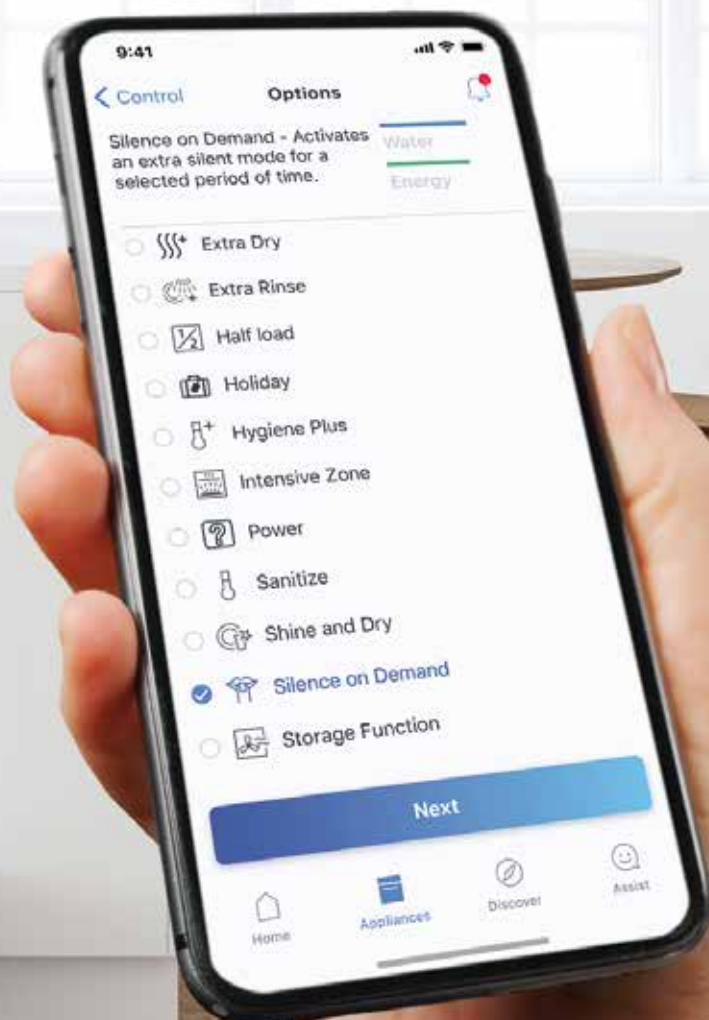 9:41
Control
Options
Silence on Demand - Activates
an extra silent mode for a
selected period of time.
Water
Energy
Extra Dry
Extra Rinse
1/2
Half load
Holiday
Hygiene Plus
Intensive Zone
?
Power
Sanitize
Shine and Dry
Silence on Demand
Storage Function
Next
Home
Appliances
Discover
Assist